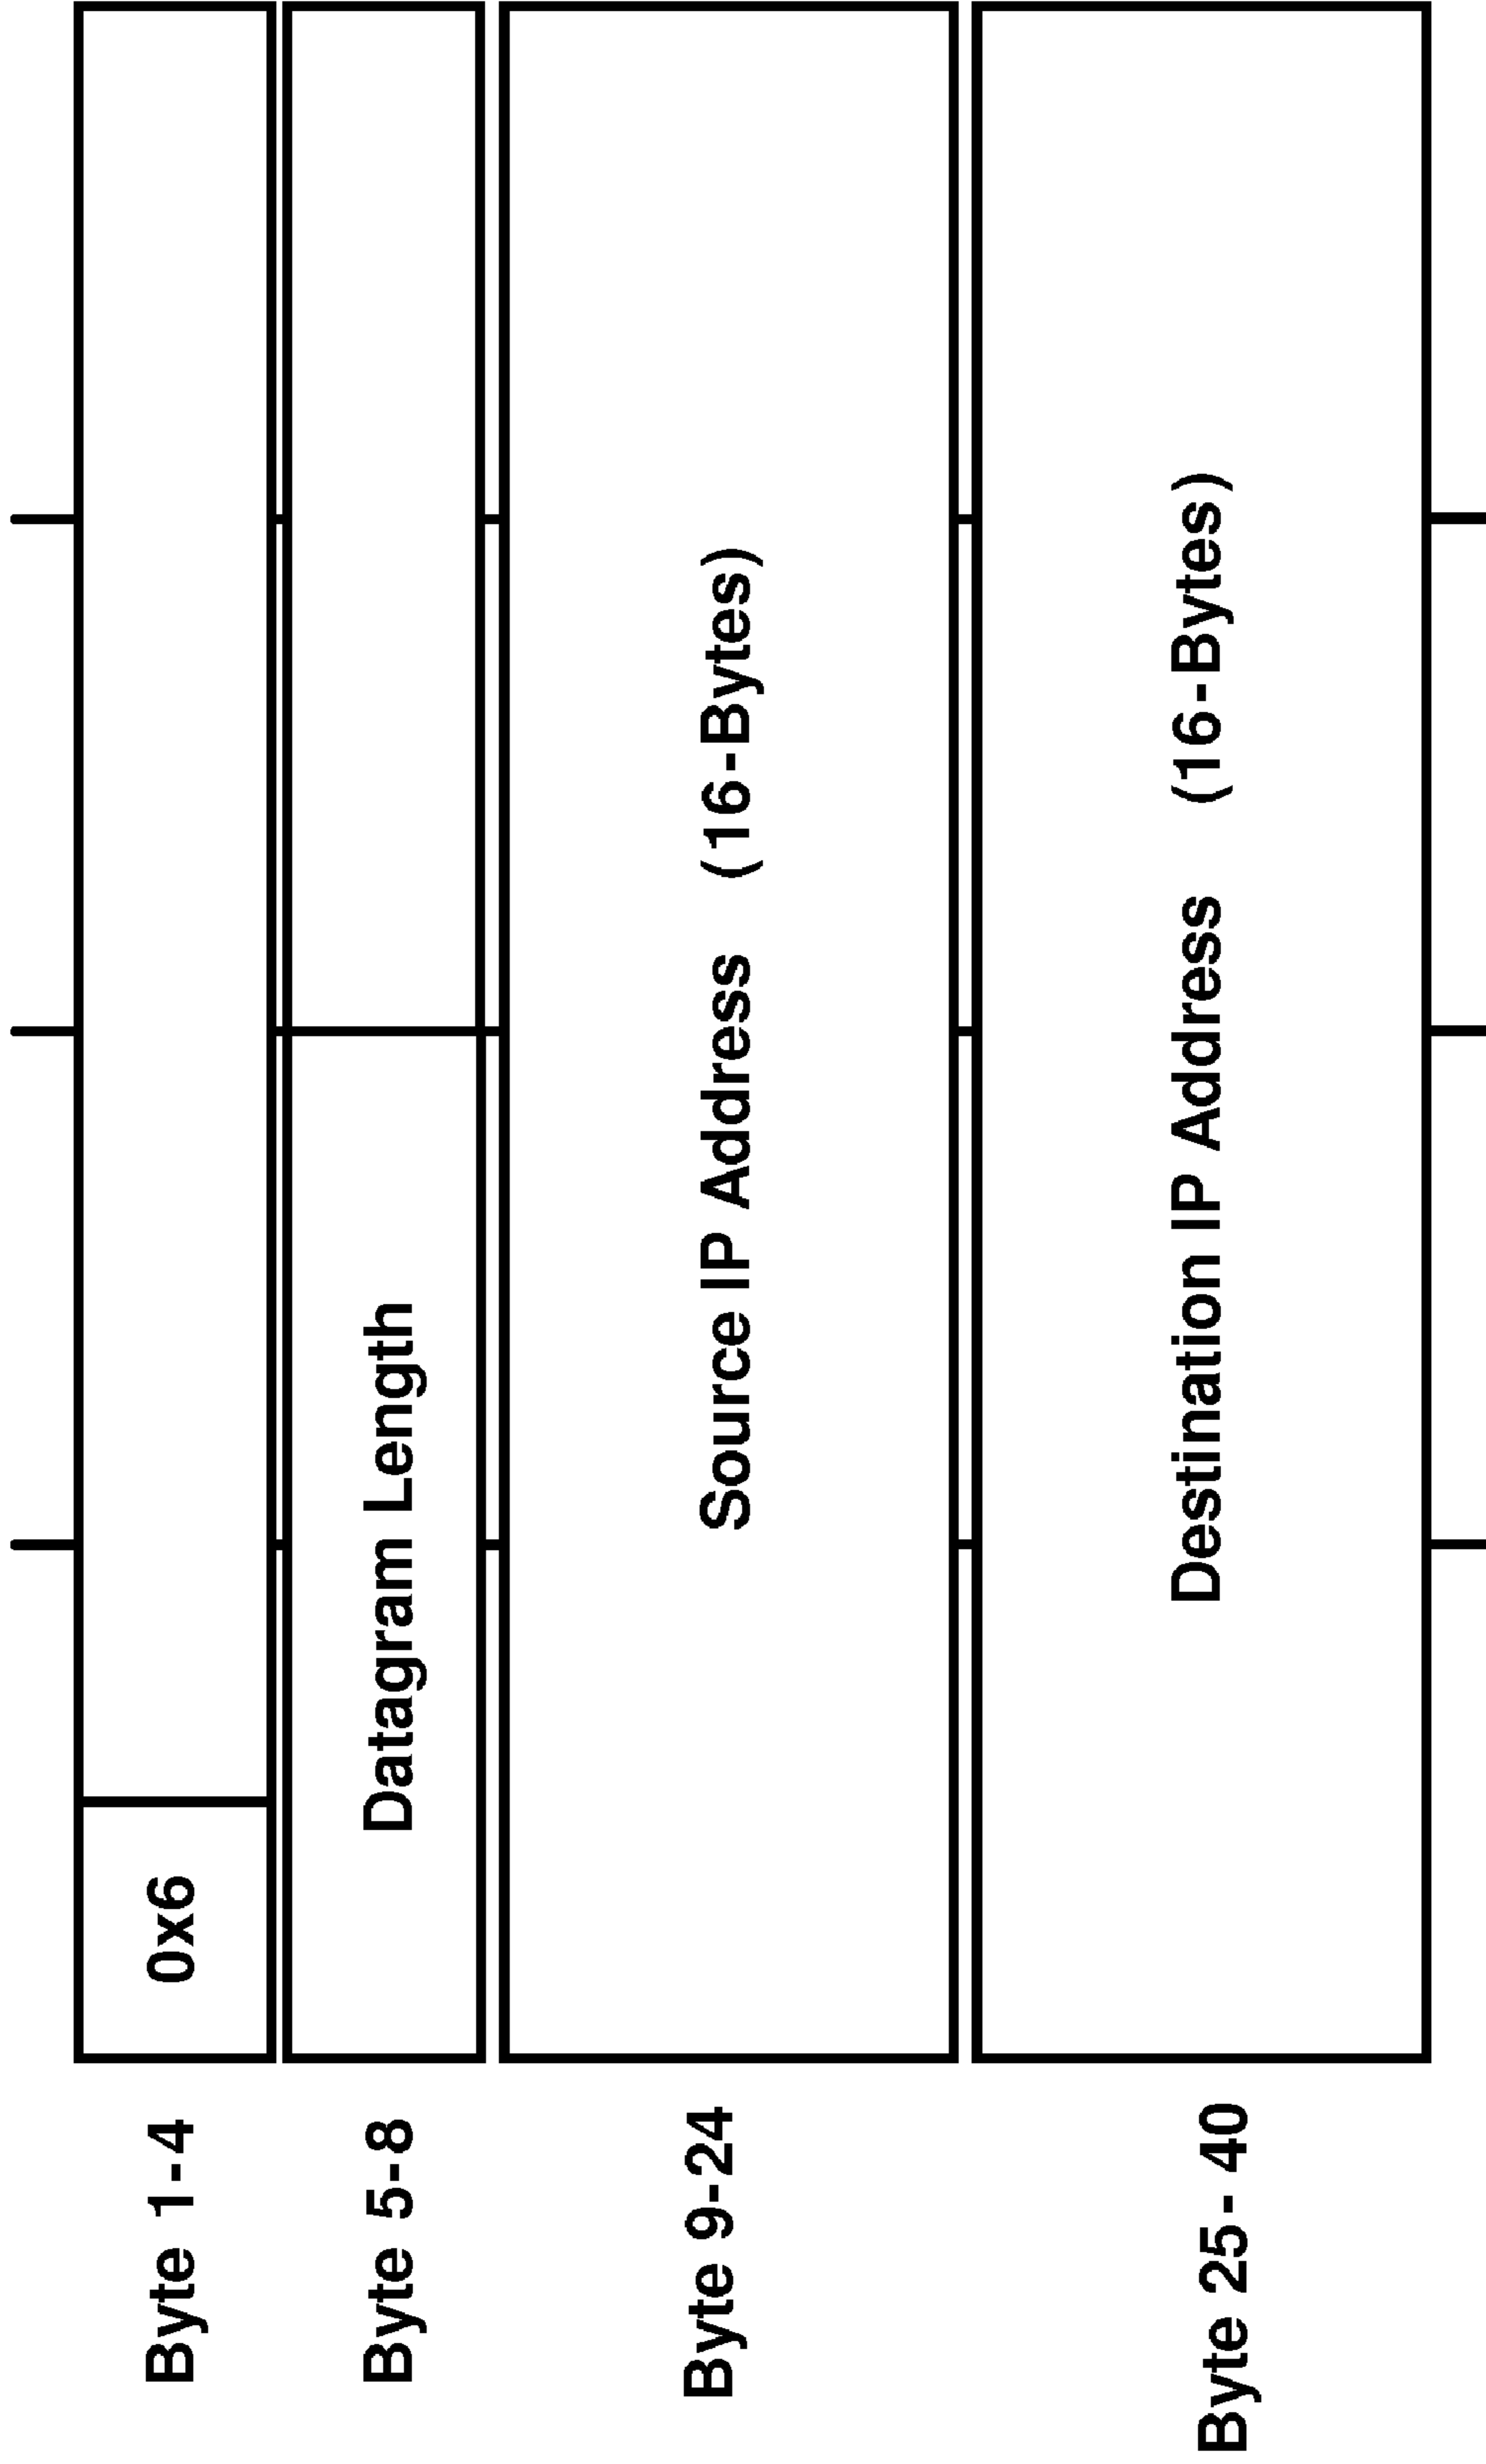 Byte 1-4
0x6
Byte 5-8
Datagram Length
Byte 9-24
Source IP Address (16-Bytes)
Byte 25- 40
Destination IP Address (16-Bytes)